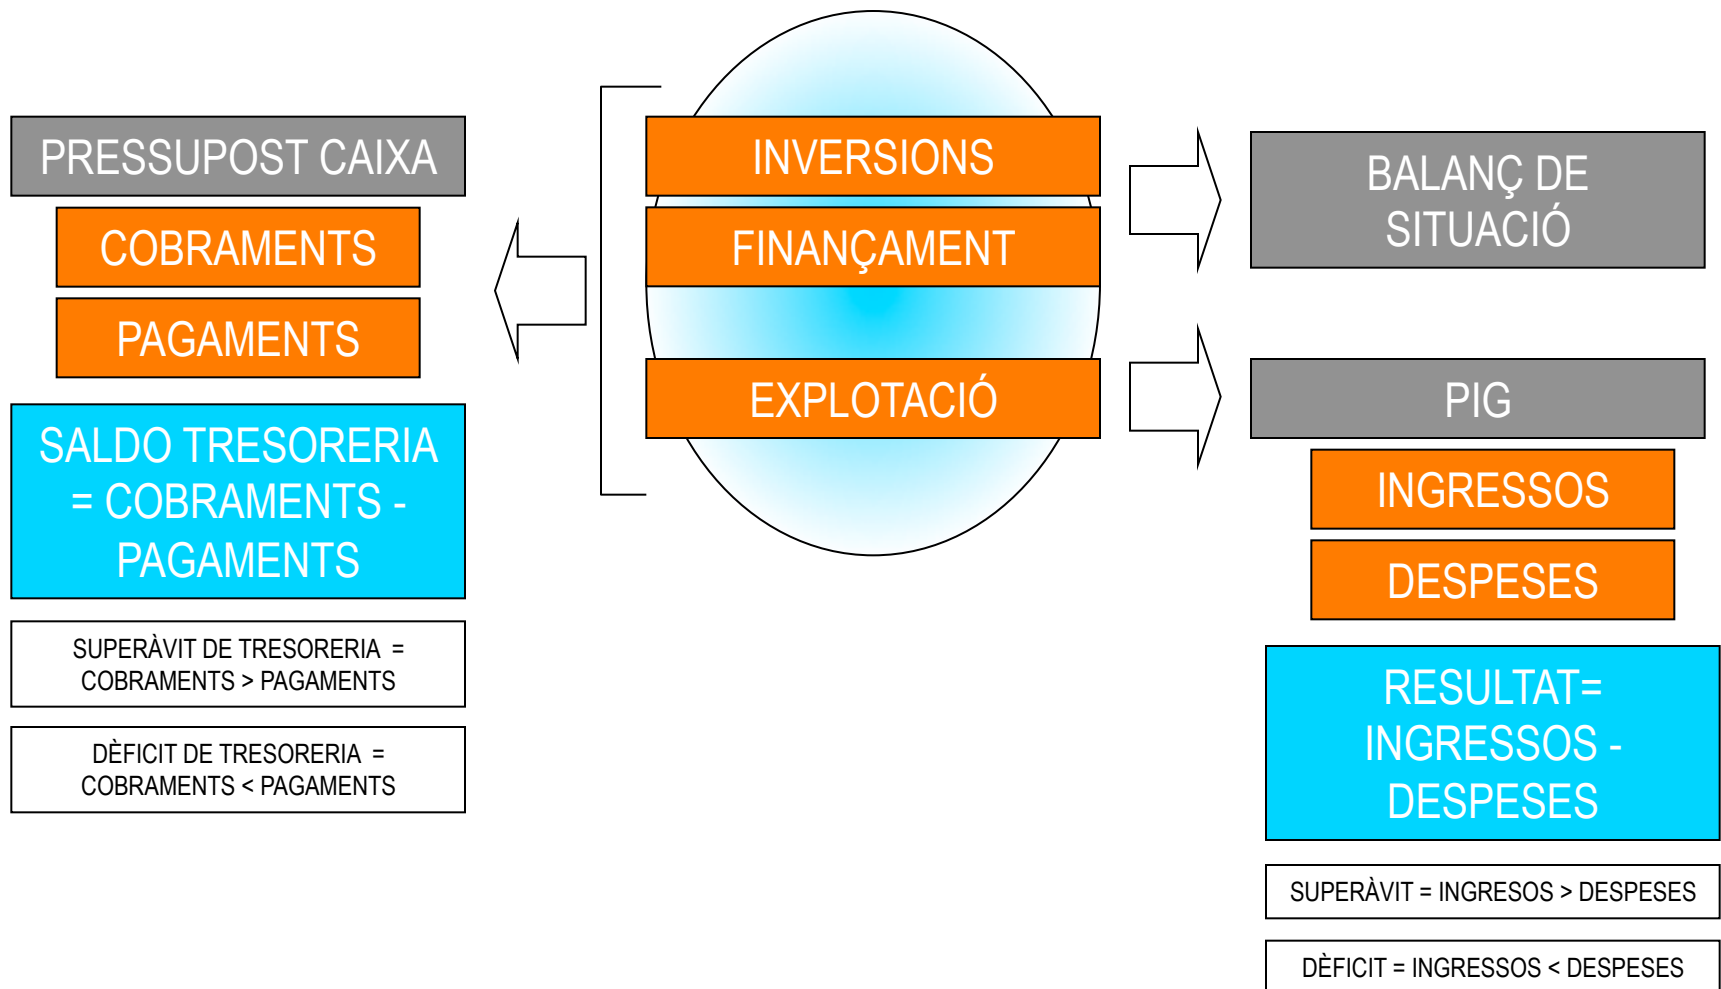 PRESSUPOST CAIXA
COBRAMENTS
PAGAMENTS
SALDO TRESORERIA
= COBRAMENTS -
PAGAMENTS
SUPERÀVIT DE TRESORERIA =
COBRAMENTS > PAGAMENTS
DÈFICIT DE TRESORERIA =
COBRAMENTS < PAGAMENTS
INVERSIONS
FINANÇAMENT
EXPLOTACIÓ
BALANÇ DE
SITUACIÓ
PIG
INGRESSOS
DESPESES
RESULTAT=
INGRESSOS -
DESPESES
SUPERÀVIT = INGRESOS > DESPESES
DÈFICIT = INGRESSOS < DESPESES